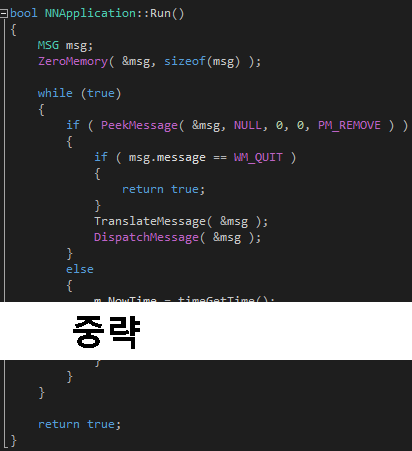 bool NNApplication::Run()
{
MSG msg;
ZeroMemory( &msg, sizeof(msg) );
while (true)
{
if ( PeekMessage( &msg, NULL, 0, 0, PM_REMOVE ) )
{
if ( msg.message == WM_QUIT )
{
return true;
}
TranslateMessage( &msg );
DispatchMessage( &msg );
}
else
{
m_NowTime = timeGetTime();
중략
}
}
}
return true;
}